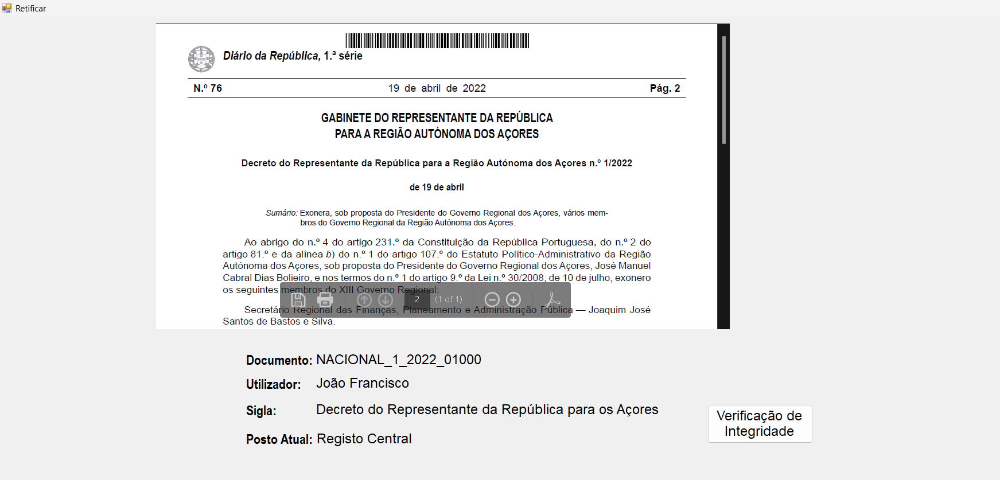 Retificar
Diário da República, 1.ª série
N.º 76 19 de abril de 2022 Pág. 2
GABINETE DO REPRESENTANTE DA REPÚBLICA
PARA A REGIÃO AUTÓNOMA DOS AÇORES
Decreto do Representante da República para a Região Autónoma dos Açores n.º 1/2022
de 19 de abril
Sumário: Exonera, sob proposta do Presidente do Governo Regional dos Açores, vários mem-
bros do Governo Regional da Região Autónoma dos Açores.
Ao abrigo do n.º 4 do artigo 231.º da Constituição da República Portuguesa, do n.º 2 do
artigo 81.º e da alínea b) do n.º 1 do artigo 107.º do Estatuto Político-Administrativo da Região
Autónoma dos Açores, sob proposta do Presidente do Governo Regional dos Açores, José Manuel
Cabral Dias Bolieiro, e nos termos do n.º 1 do artigo 9.º da Lei n.º 30/2008, de 10 de julho, exonero
os seguintes membros do XIII Governo Regional:
2 (1 of 1)
Secretário Regional das Finanças, Planeamento e Administração Pública — Joaquim José
Santos de Bastos e Silva.
Documento: NACIONAL_1_2022_01000
Utilizador: João Francisco
Sigla: Decreto do Representante da República para os Açores
Posto Atual: Registo Central
Verificação de
Integridade